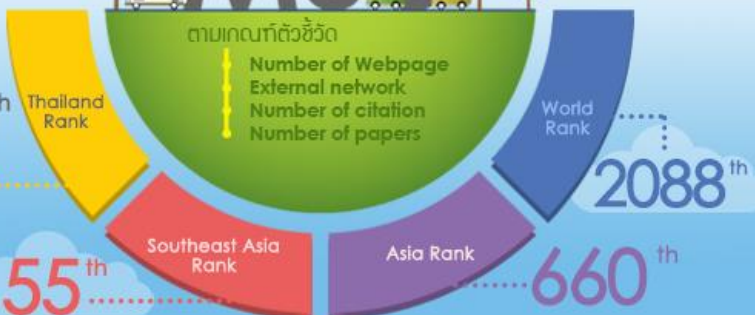 ตามเกณฑ์ตัวชี้วัด
Number of Webpage
External network
Number of citation
Number of papers
Thailand
Rank
World
Rank
2088th
Southeast Asia
Rank
55th
Asia Rank
660th